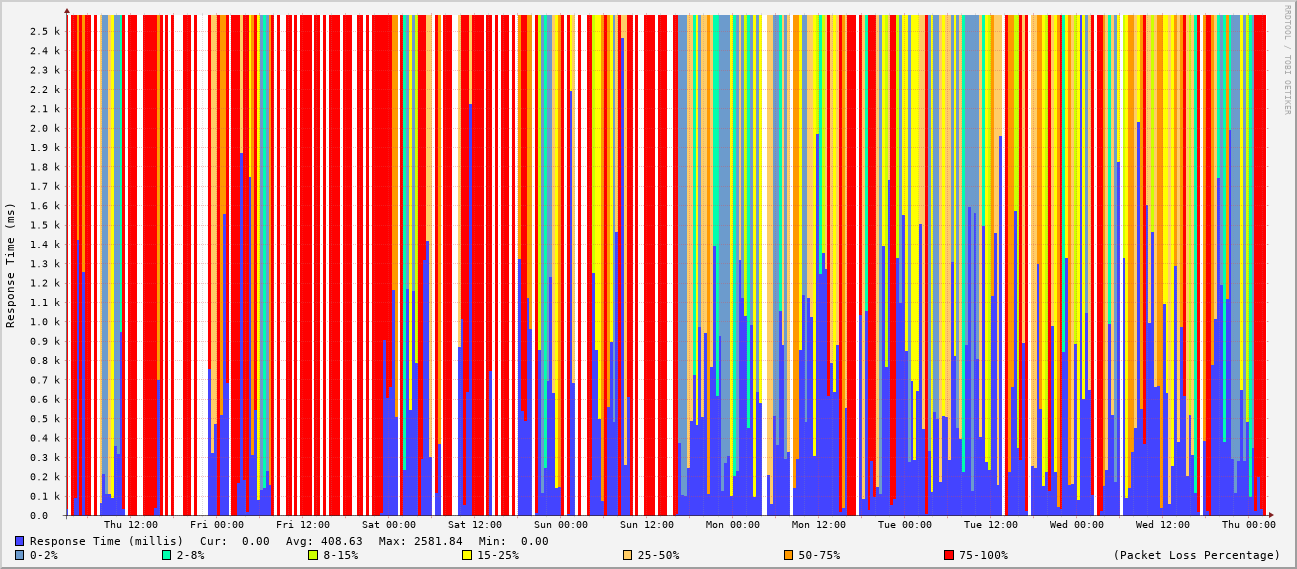 RRDTOOL / TOBI OETIKER
Response Time (ms)
2.5 k
2.4 k
2.3 k
2.2 k
2.1 k
2.0 k
1.9 k
1.8 k
1.7 k
1.6 k
1.5 k
1.4 k
1.3 k
1.2 k
1.1 k
1.0 k
0.9 k
0.8 k
0.7 k
0.6 k
0.5 k
0.4 k
0.3 k
0.2 k
0.1 k
0.0
Thu 12:00 Fri 00:00 Fri 12:00 Sat 00:00 Sat 12:00 Sun 00:00 Sun 12:00 Mon 00:00 Mon 12:00 Tue 00:00 Tue 12:00 Wed 00:00 Wed 12:00 Thu 00:00
Response Time (millis) Cur: 0.00 Avg: 408.63 Max: 2581.84 Min: 0.00
0-2% 2-8% 8-15% 15-25% 25-50% 50-75% 75-100% (Packet Loss Percentage)